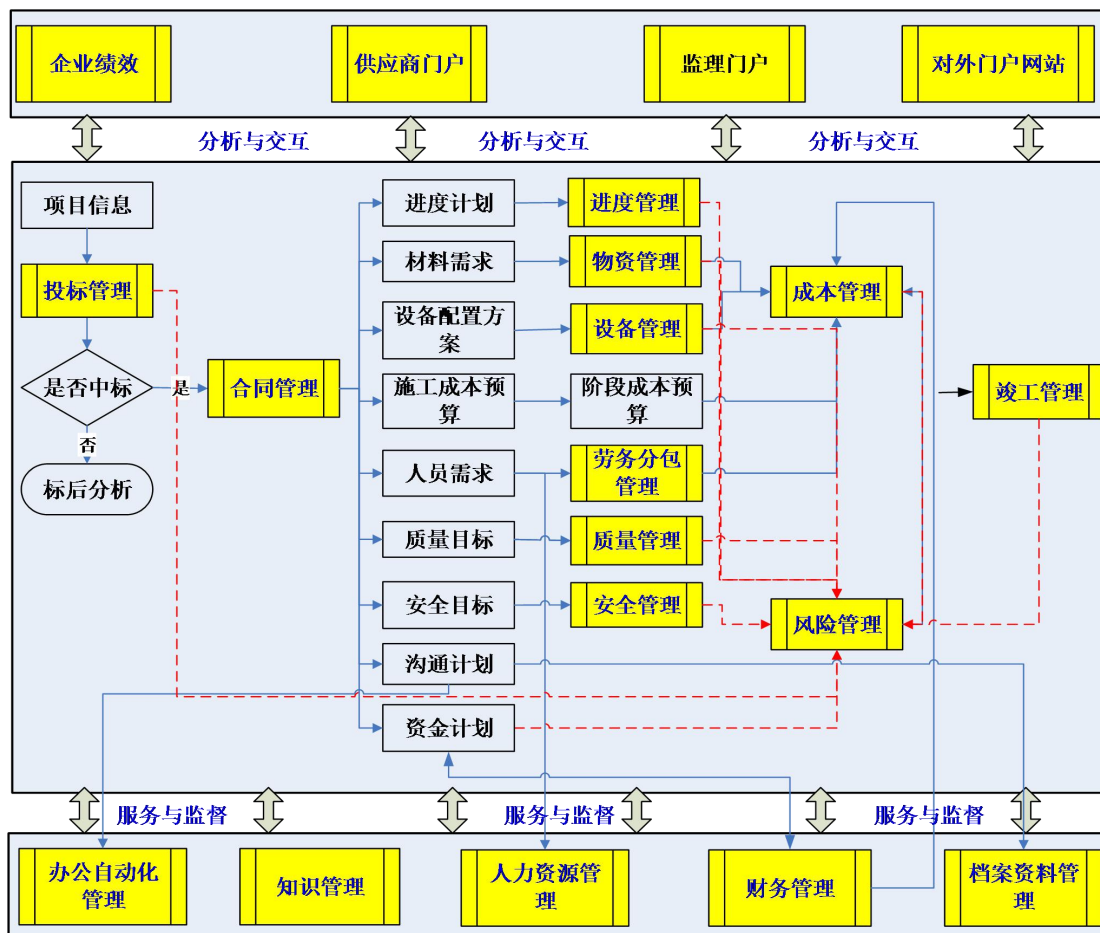 企业绩效
供应商门户
监理门户
对外门户网站
分析与交互
分析与交互
分析与交互
项目信息
进度计划
进度管理
材料需求
物资管理
投标管理
成本管理
设备配置方
案
设备管理
是否中标
是
合同管理
施工成本预
算
阶段成本预
算
竣工管理
否
标后分析
人员需求
劳务分包
管理
质量目标
质量管理
安全目标
安全管理
风险管理
沟通计划
资金计划
服务与监督
服务与监督
服务与监督
办公自动化
管理
知识管理
人力资源管
理
财务管理
档案资料管
理